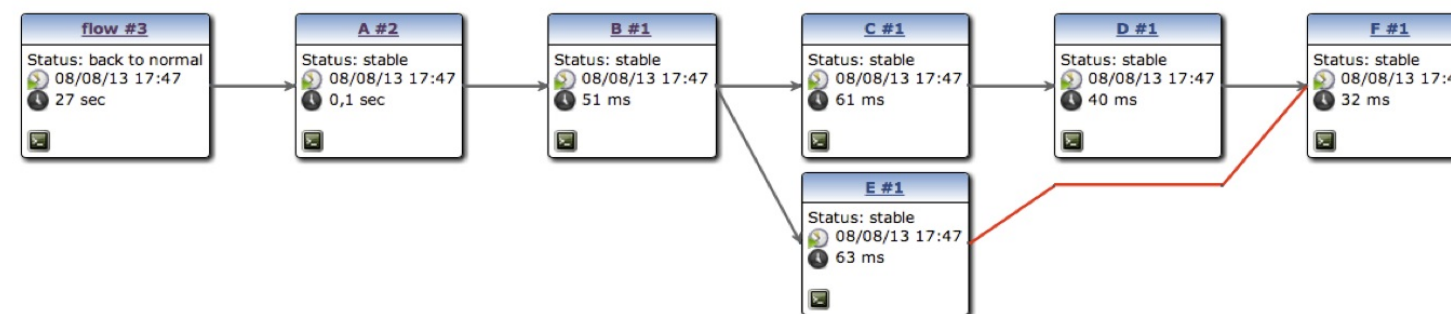 flow #3
Status: back to normal
08/08/13 17:47
27 sec
A #2
Status: stable
08/08/13 17:47
0,1 sec
B #1
Status: stable
08/08/13 17:47
51 ms
C #1
Status: stable
08/08/13 17:47
61 ms
D #1
Status: stable
08/08/13 17:47
40 ms
F #1
Status: stable
08/08/13
32 ms
E #1
Status: stable
08/08/13 17:47
63 ms